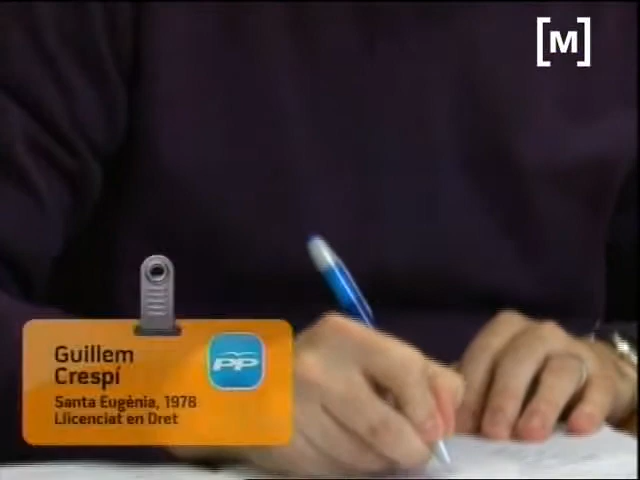 [M]
Guillem
Crespí
PP
Santa Eugènia, 1978
Llicenciat en Dret